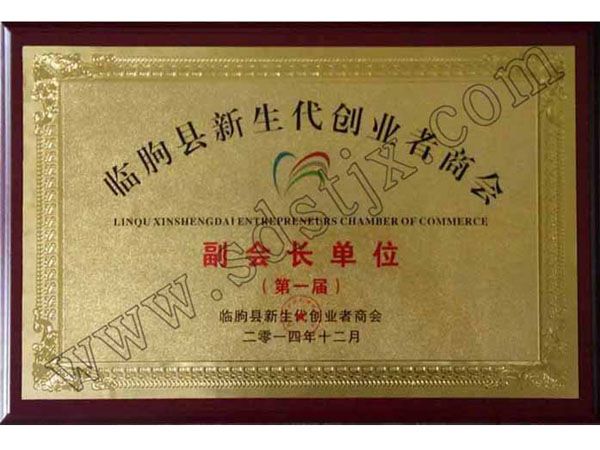 临朐县新生代创业者商会
LINQU XINSHENGDAI ENTREPRENEURS CHAMBER OF COMMERCE
副会长单位
（第一届）
临朐县新生代创业者商会
二零一四年十二月
www.sdstjx.com